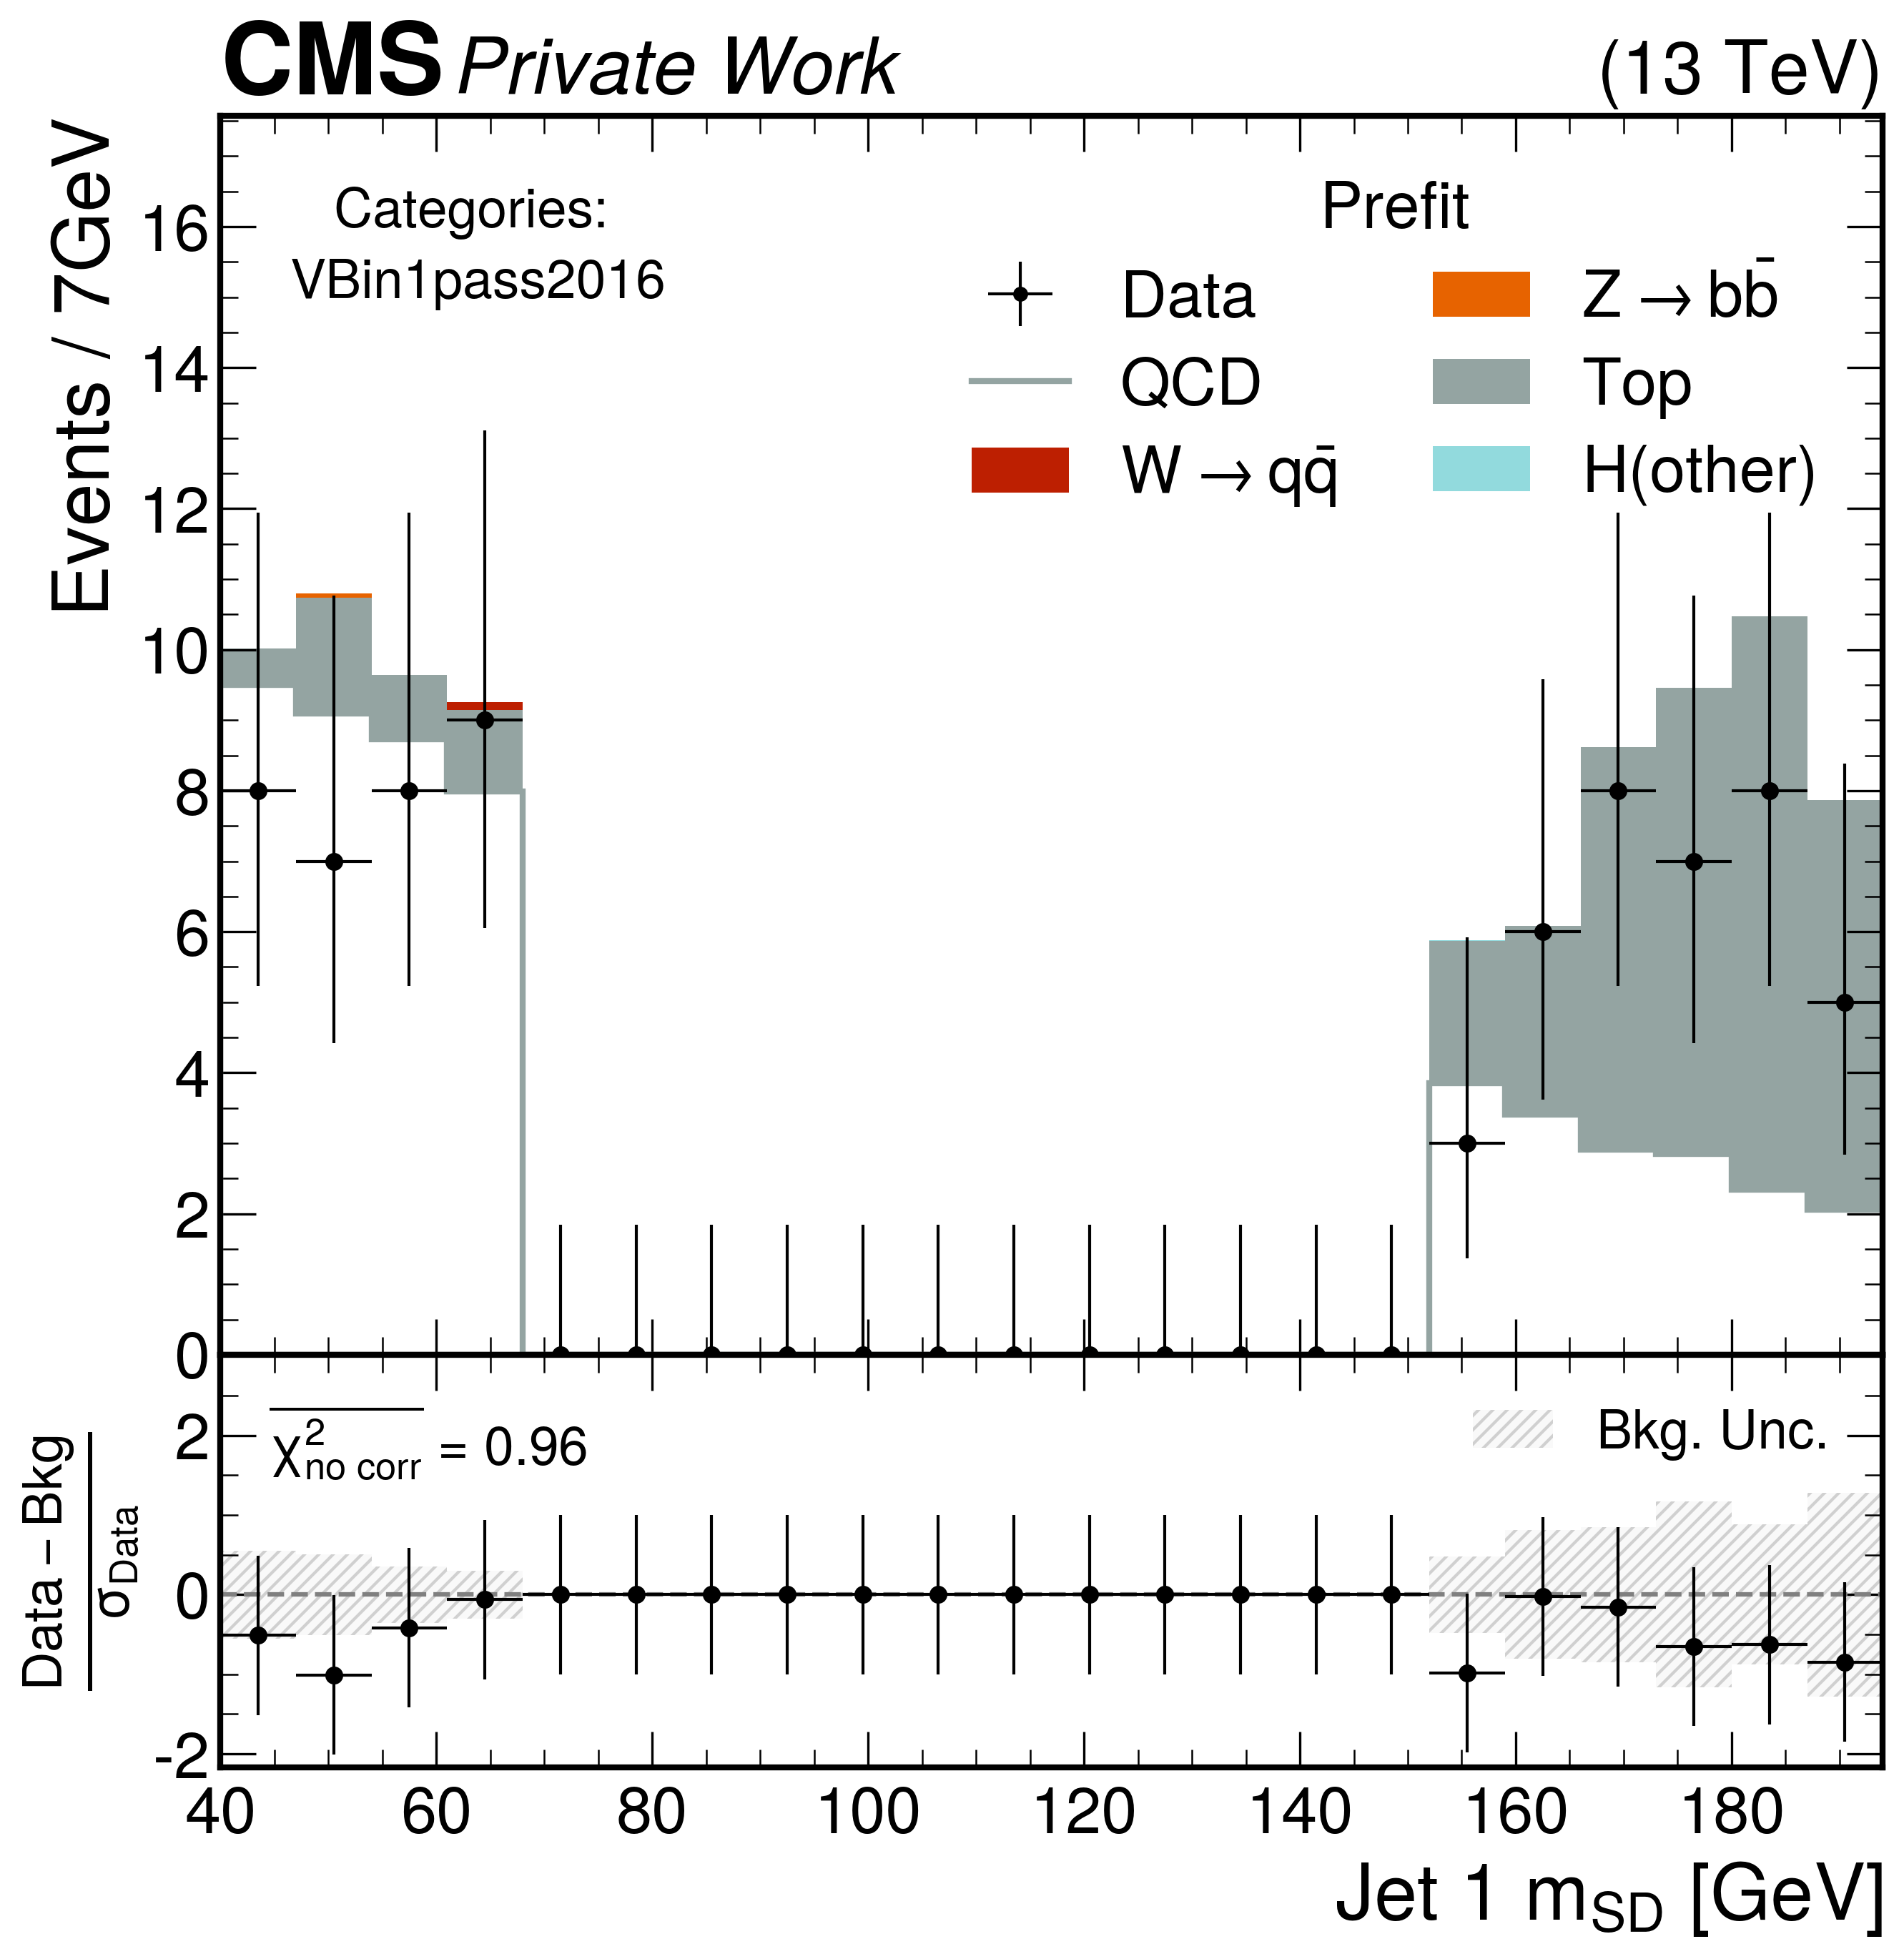 CMS Private Work (13 TeV)
Events / 7GeV
Categories:
VBin1pass2016
Prefit
Data
QCD
W → qq̄
Z → bb̄
Top
H(other)
16
14
12
10
8
6
4
2
0
Data − Bkg
σData
χ²no corr = 0.96
Bkg. Unc.
2
0
-2
40 60 80 100 120 140 160 180
Jet 1 mSD [GeV]